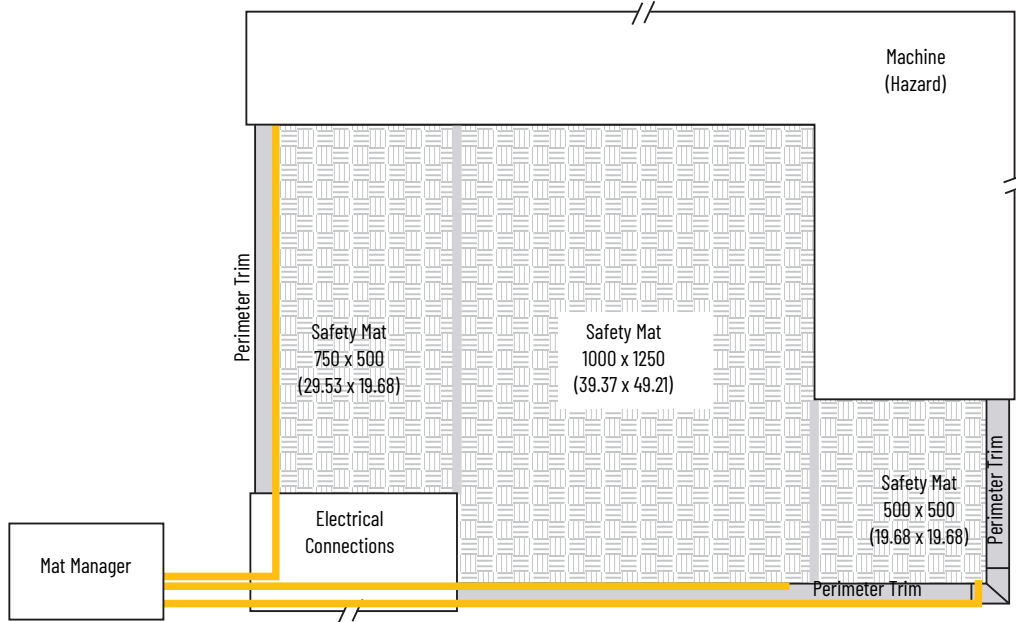 Machine
(Hazard)
Perimeter Trim
Safety Mat
750 x 500
(29.53 x 19.68)
Safety Mat
1000 x 1250
(39.37 x 49.21)
Safety Mat
500 x 500
(19.68 x 19.68)
Perimeter Trim
Electrical
Connections
Mat Manager
Perimeter Trim